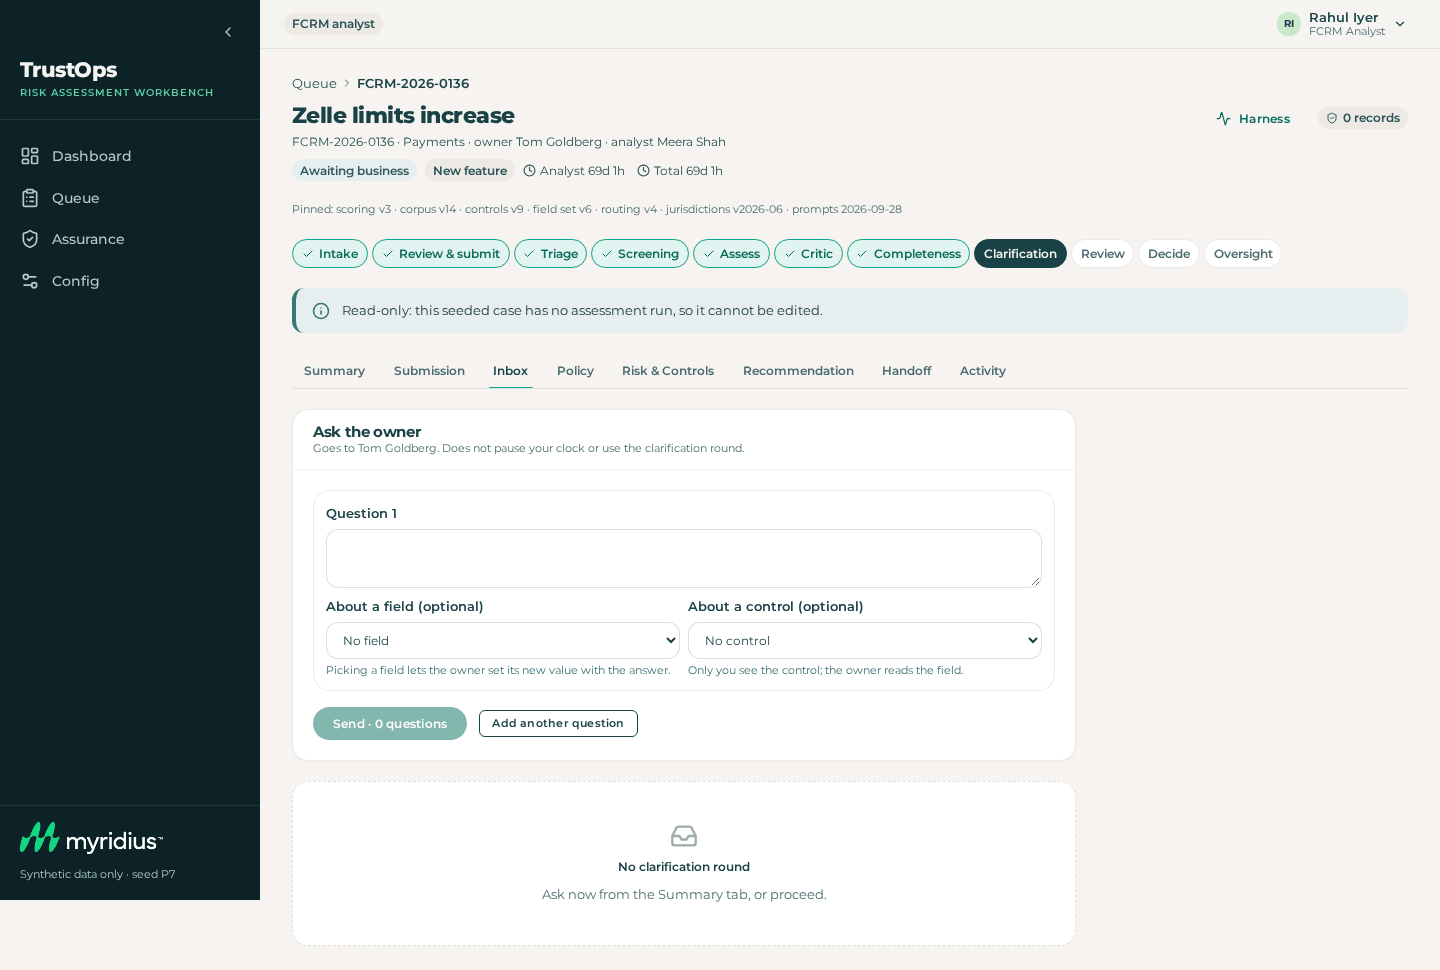 FCRM analyst
RI
Rahul Iyer
FCRM Analyst
TrustOps
RISK ASSESSMENT WORKBENCH
Dashboard
Queue
Assurance
Config
myridius™
Synthetic data only · seed P7
Queue > FCRM-2026-0136
Zelle limits increase
Harness
0 records
FCRM-2026-0136 · Payments · owner Tom Goldberg · analyst Meera Shah
Awaiting business
New feature
Analyst 69d 1h
Total 69d 1h
Pinned: scoring v3 · corpus v14 · controls v9 · field set v6 · routing v4 · jurisdictions v2026-06 · prompts 2026-09-28
Intake
Review & submit
Triage
Screening
Assess
Critic
Completeness
Clarification
Review
Decide
Oversight
Read-only: this seeded case has no assessment run, so it cannot be edited.
Summary
Submission
Inbox
Policy
Risk & Controls
Recommendation
Handoff
Activity
Ask the owner
Goes to Tom Goldberg. Does not pause your clock or use the clarification round.
Question 1
About a field (optional)
No field
Picking a field lets the owner set its new value with the answer.
About a control (optional)
No control
Only you see the control; the owner reads the field.
Send · 0 questions
Add another question
No clarification round
Ask now from the Summary tab, or proceed.